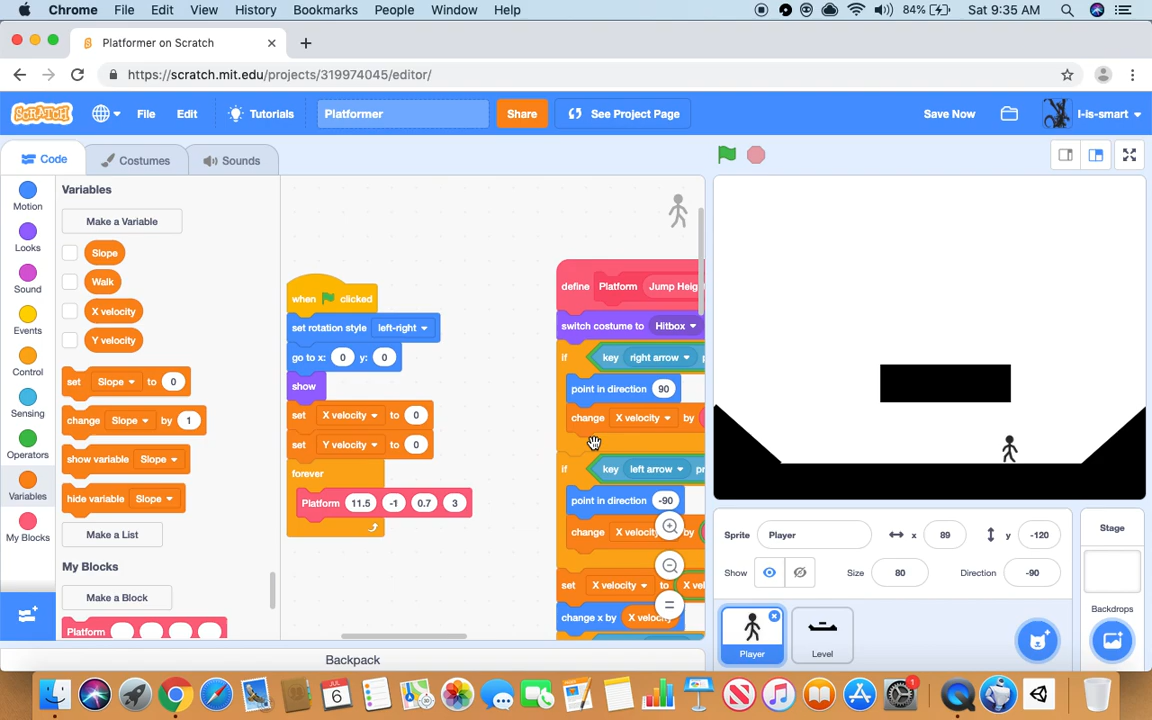 Chrome File Edit View History Bookmarks People Window Help 84% Sat 9:35 AM
Platformer on Scratch
https://scratch.mit.edu/projects/319974045/editor/
SCRATCH File Edit Tutorials Platformer Share See Project Page Save Now I-is-smart
Code Costumes Sounds
Motion
Looks
Sound
Events
Control
Sensing
Operators
Variables
My Blocks
Variables
Make a Variable
Slope
Walk
X velocity
Y velocity
set Slope to 0
change Slope by 1
show variable Slope
hide variable Slope
Make a List
My Blocks
Make a Block
Platform
when clicked
set rotation style left-right
go to x: 0 y: 0
show
set X velocity to 0
set Y velocity to 0
forever
Platform 11.5 -1 0.7 3
define Platform Jump Heig
switch costume to Hitbox
if key right arrow p
point in direction 90
change X velocity by
if key left arrow pr
point in direction -90
change X velocity by
set X velocity to X vel
change x by X velocity
Backpack
Sprite Player x 89 y -120
Show Size 80 Direction -90
Player
Level
Stage
Backdrops
JUL
6
1